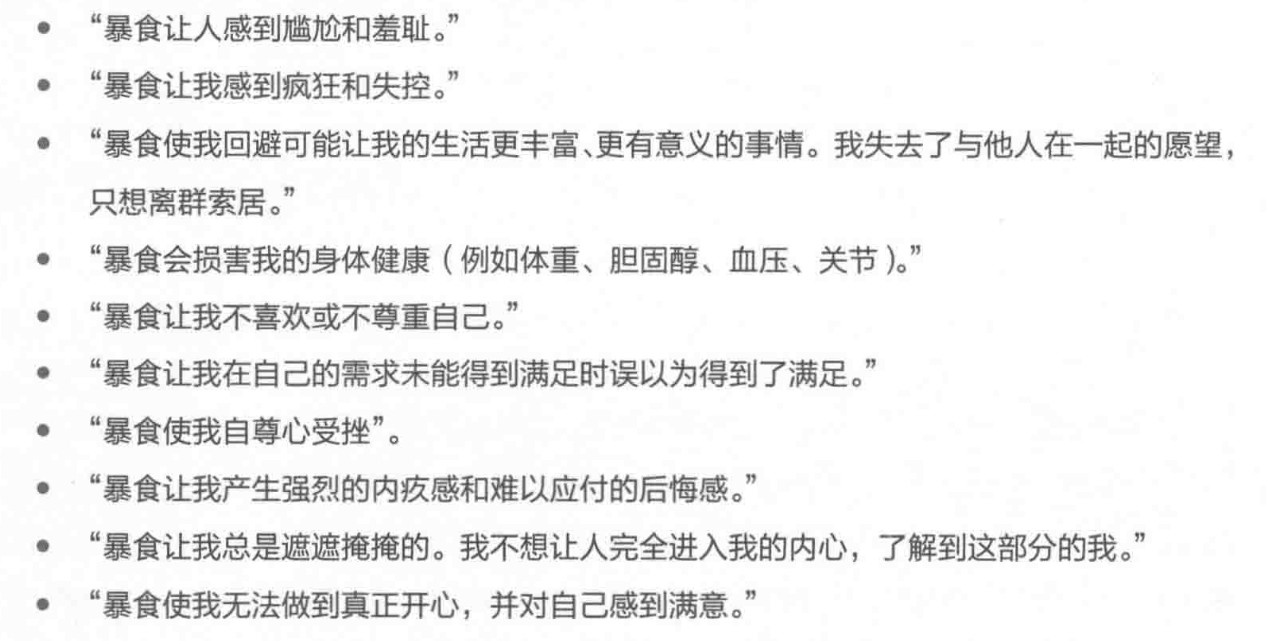 • “暴食让人感到尴尬和羞耻。”
• “暴食让我感到疯狂和失控。”
• “暴食使我回避可能让我的生活更丰富、更有意义的事情。我失去了与他人在一起的愿望，
只想离群索居。”
• “暴食会损害我的身体健康（例如体重、胆固醇、血压、关节）。”
• “暴食让我不喜欢或不尊重自己。”
• “暴食让我在自己的需求未能得到满足时误以为得到了满足。”
• “暴食使我自尊心受挫”。
• “暴食让我产生强烈的内疚感和难以应付的后悔感。”
• “暴食让我总是遮遮掩掩的。我不想让人完全进入我的内心，了解到这部分的我。”
• “暴食使我无法做到真正开心，并对自己感到满意。”